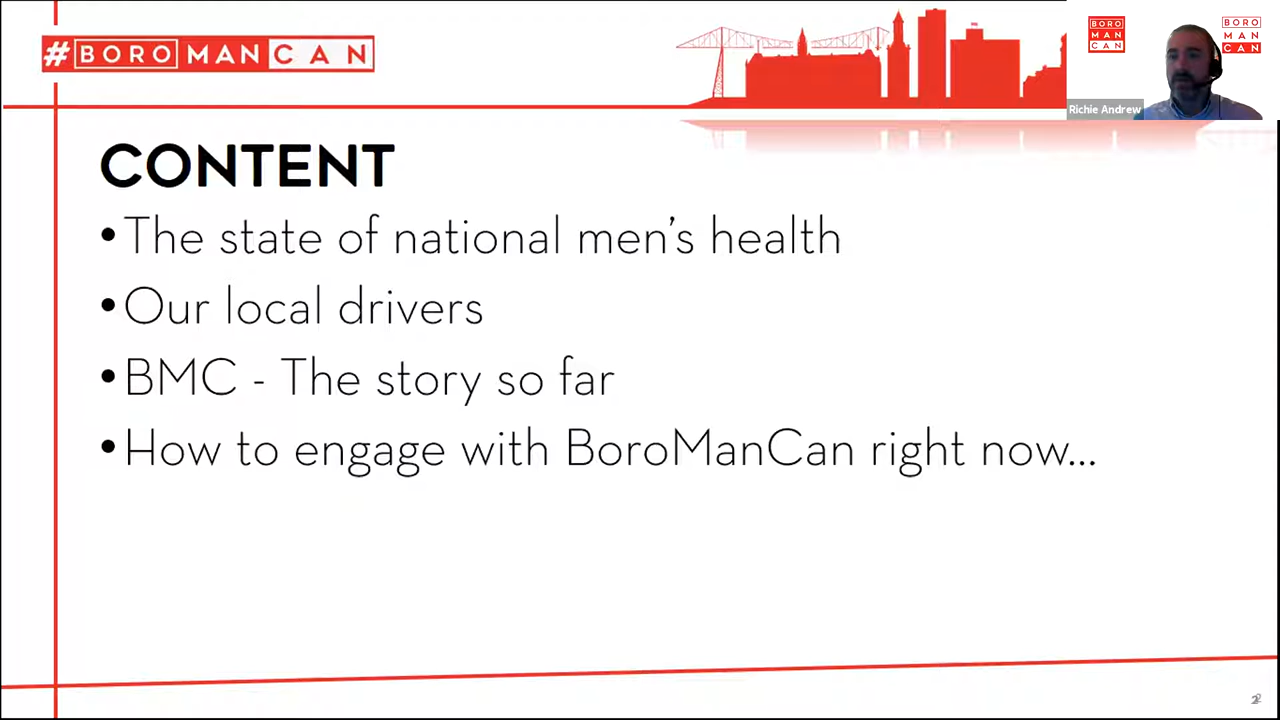 #BOROMANCAN
BORO
MAN
CAN
BORO
MAN
CAN
Richie Andrew
CONTENT
•The state of national men's health
•Our local drivers
•BMC - The story so far
•How to engage with BoroManCan right now...